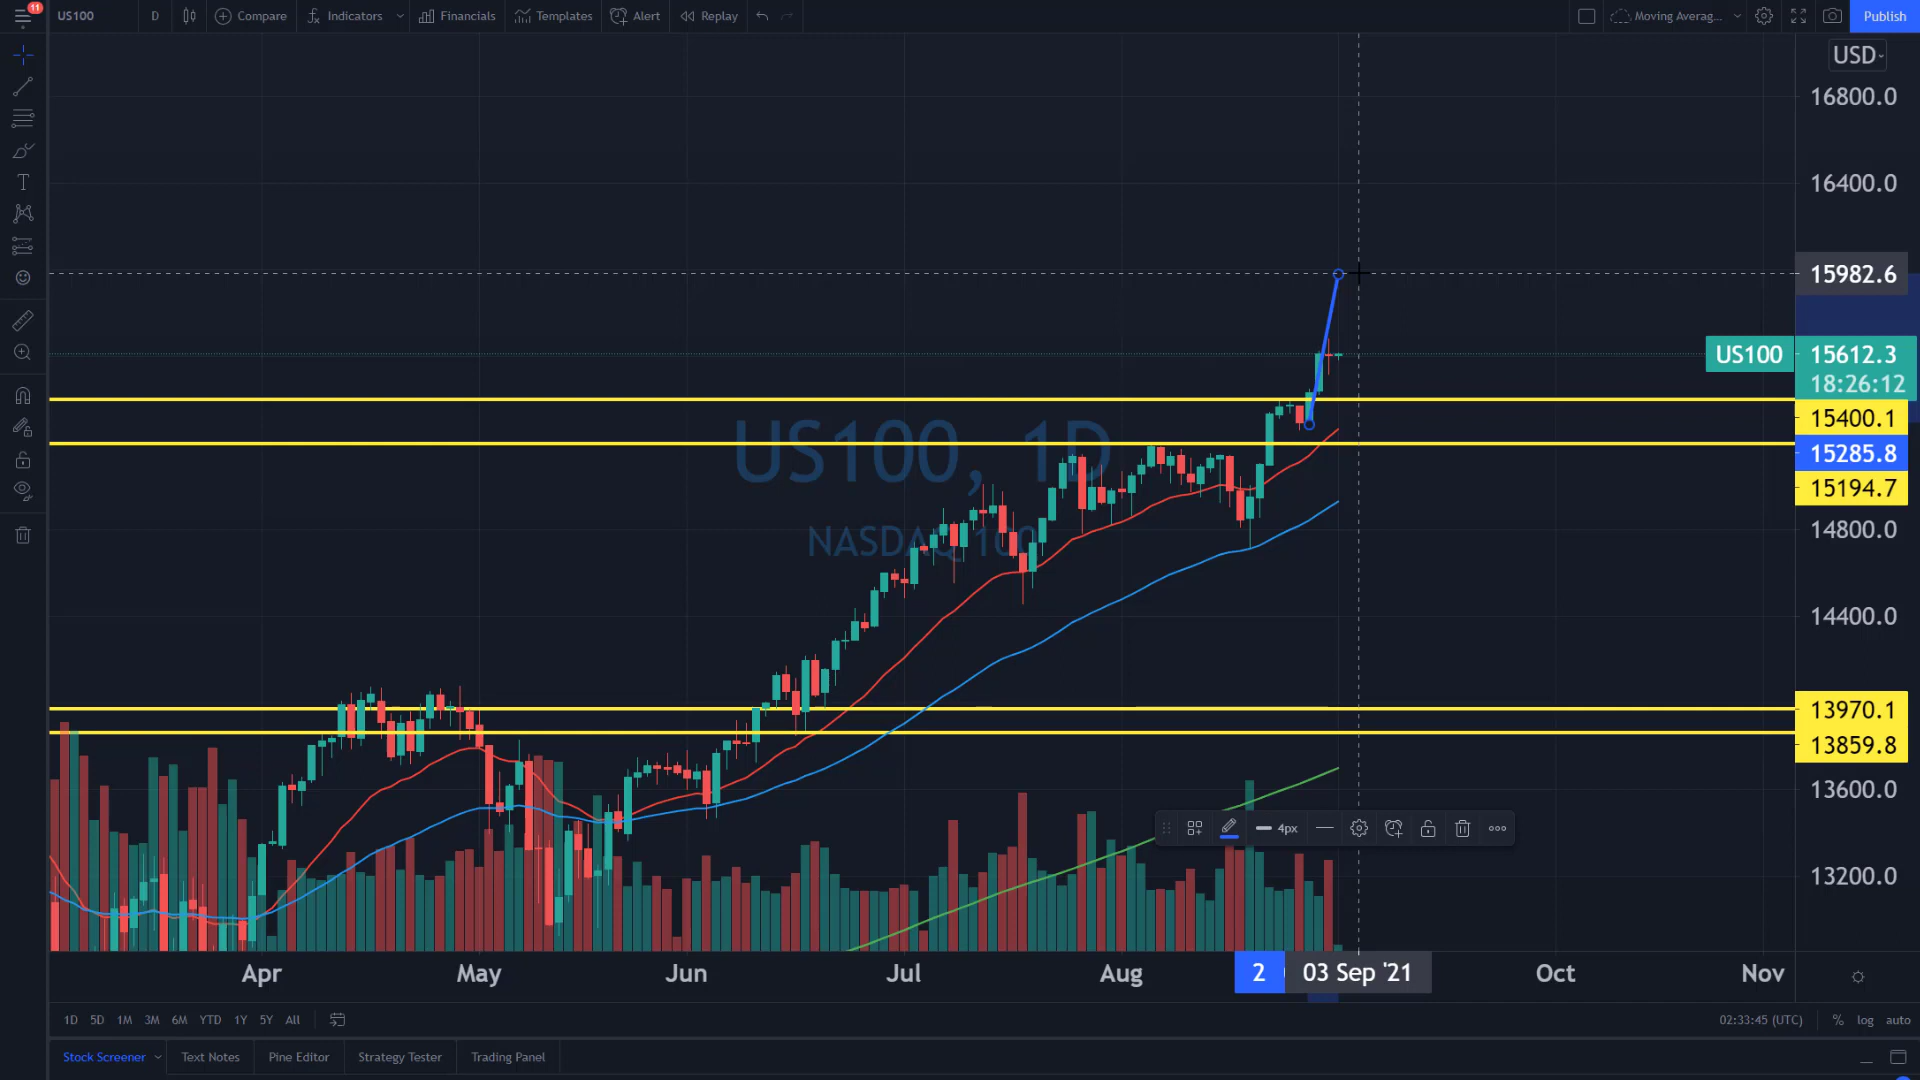 11
US100
D
Compare
Indicators
Financials
Templates
Alert
Replay
Moving Averag...
Publish
USD
16800.0
16400.0
15982.6
US100
15612.3
18:26:12
15400.1
15285.8
15194.7
14800.0
14400.0
13970.1
13859.8
13600.0
13200.0
US100, 1D
NASDAQ 100
4px
Apr
May
Jun
Jul
Aug
2
03 Sep '21
Oct
Nov
1D
5D
1M
3M
6M
YTD
1Y
5Y
All
02:33:45 (UTC)
%
log
auto
Stock Screener
Text Notes
Pine Editor
Strategy Tester
Trading Panel